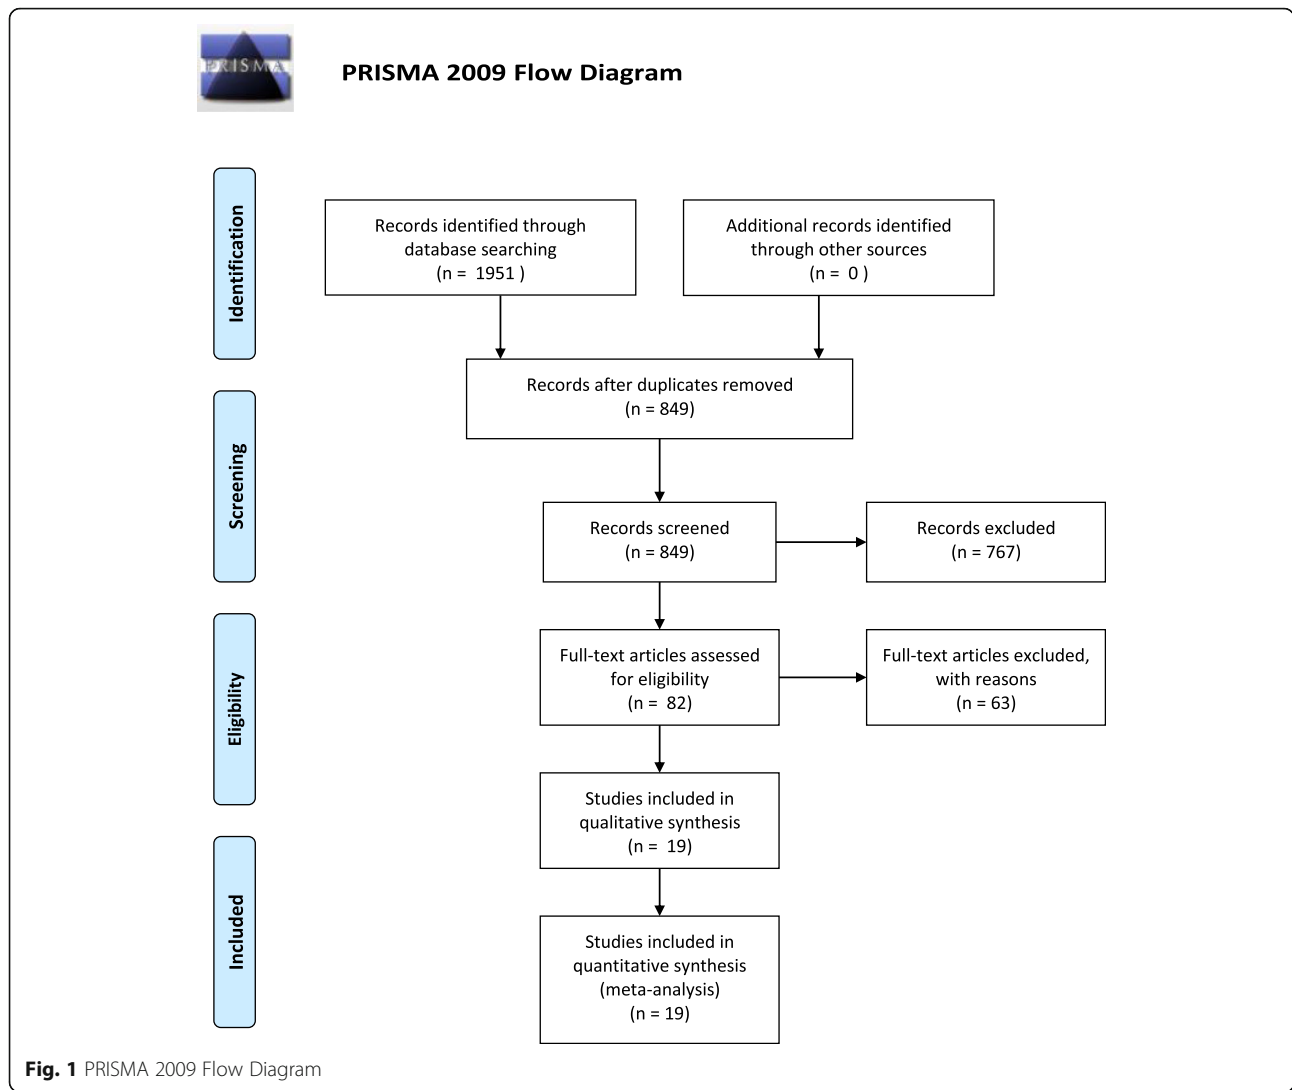 PRISMA
PRISMA 2009 Flow Diagram
Identification
Records identified through
database searching
(n =  1951 )
Additional records identified
through other sources
(n =  0 )
Records after duplicates removed
(n = 849)
Screening
Records screened
(n = 849)
Records excluded
(n = 767)
Eligibility
Full-text articles assessed
for eligibility
(n =  82)
Full-text articles excluded,
with reasons
(n = 63)
Studies included in
qualitative synthesis
(n =  19)
Included
Studies included in
quantitative synthesis
(meta-analysis)
(n = 19)
Fig. 1 PRISMA 2009 Flow Diagram